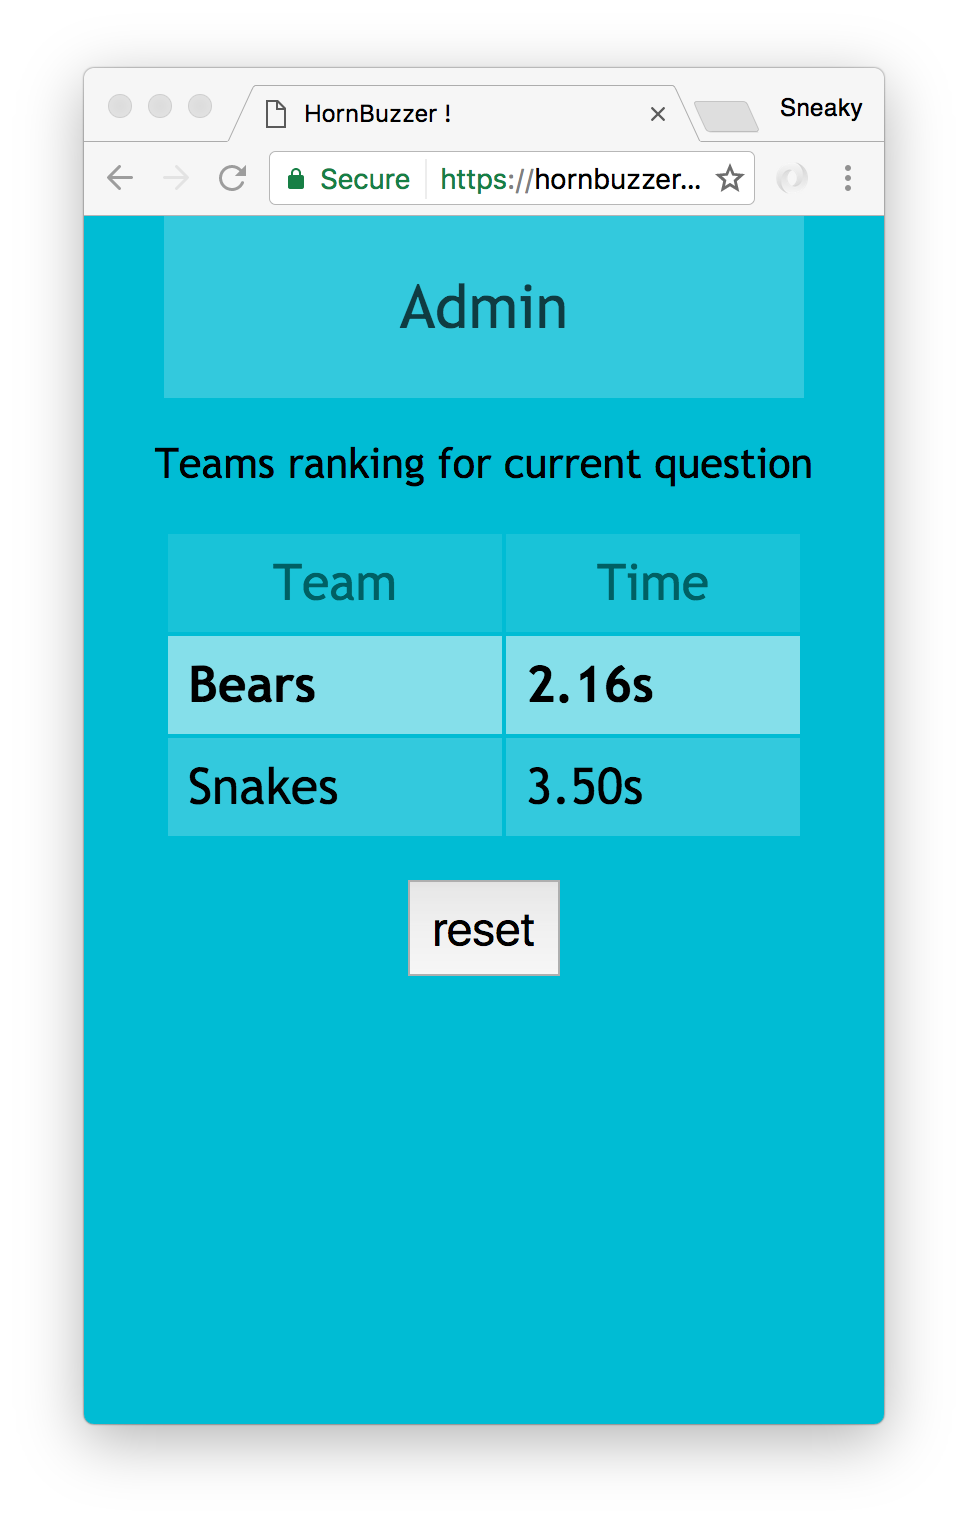 HornBuzzer !
Sneaky
Secure
https://hornbuzzer...
Admin
Teams ranking for current question
Team Time
Bears 2.16s
Snakes 3.50s
reset